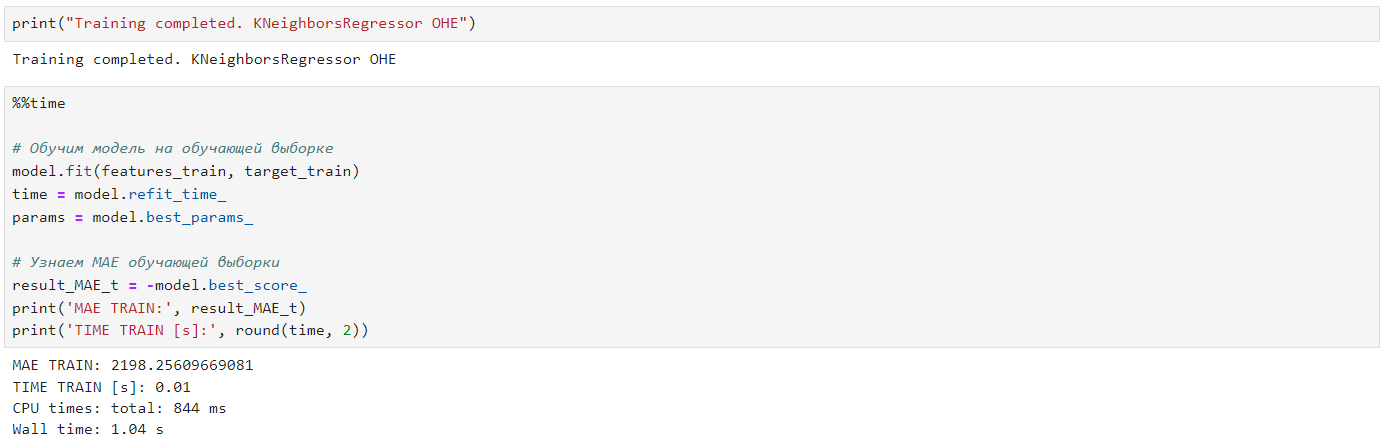 print("Training completed. KNeighborsRegressor OHE")
Training completed. KNeighborsRegressor OHE
%%time
# Обучим модель на обучающей выборке
model.fit(features_train, target_train)
time = model.refit_time_
params = model.best_params_
# Узнаем MAE обучающей выборки
result_MAE_t = -model.best_score_
print('MAE TRAIN:', result_MAE_t)
print('TIME TRAIN [s]:', round(time, 2))
MAE TRAIN: 2198.25609669081
TIME TRAIN [s]: 0.01
CPU times: total: 844 ms
Wall time: 1.04 s